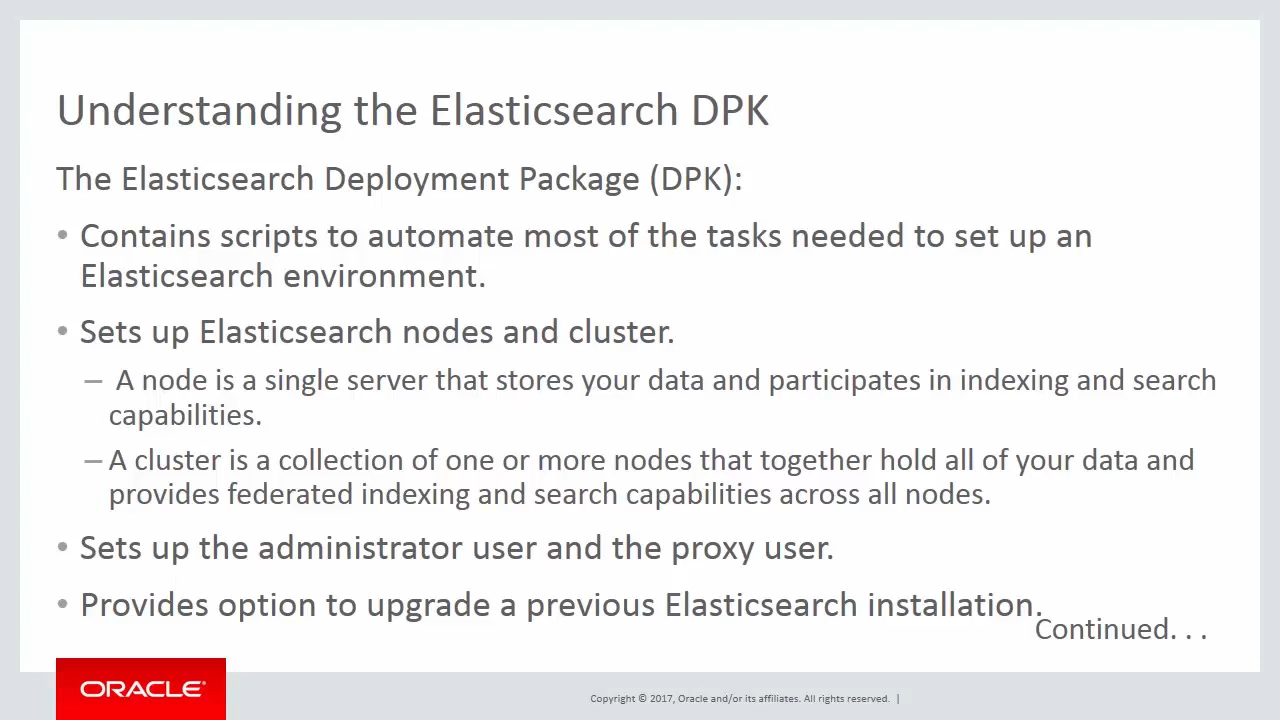 Understanding the Elasticsearch DPK
The Elasticsearch Deployment Package (DPK):
• Contains scripts to automate most of the tasks needed to set up an
Elasticsearch environment.
• Sets up Elasticsearch nodes and cluster.
– A node is a single server that stores your data and participates in indexing and search
capabilities.
– A cluster is a collection of one or more nodes that together hold all of your data and
provides federated indexing and search capabilities across all nodes.
• Sets up the administrator user and the proxy user.
• Provides option to upgrade a previous Elasticsearch installation.
Continued. . .
ORACLE®
Copyright © 2017, Oracle and/or its affiliates. All rights reserved. |